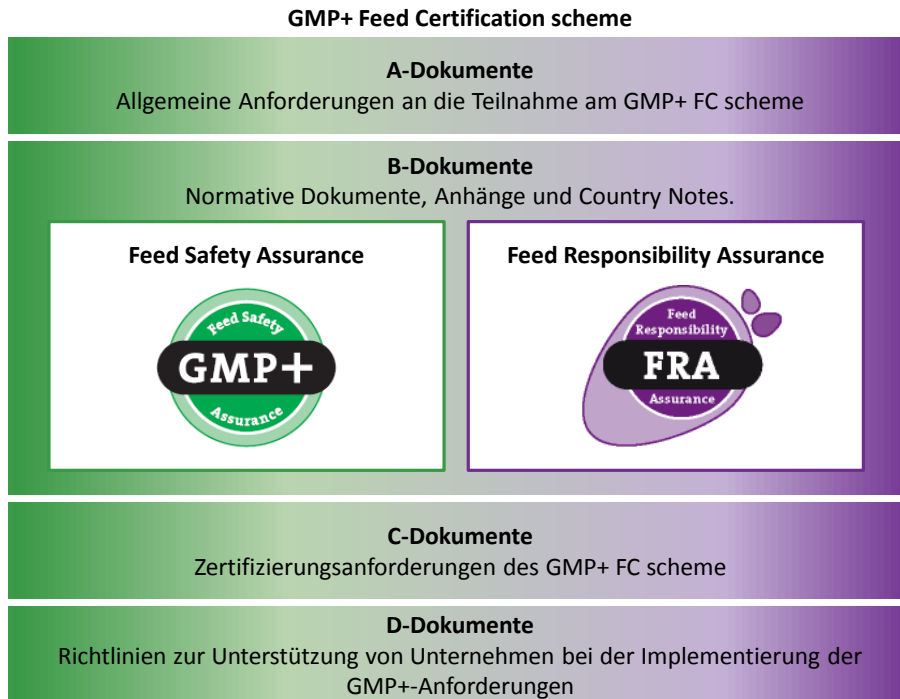 GMP+ Feed Certification scheme
A-Dokumente
Allgemeine Anforderungen an die Teilnahme am GMP+ FC scheme
B-Dokumente
Normative Dokumente, Anhänge und Country Notes.
Feed Safety Assurance
Feed Safety
GMP+
Assurance
Feed Responsibility Assurance
Feed
Responsibility
FRA
Assurance
C-Dokumente
Zertifizierungsanforderungen des GMP+ FC scheme
D-Dokumente
Richtlinien zur Unterstützung von Unternehmen bei der Implementierung der
GMP+-Anforderungen